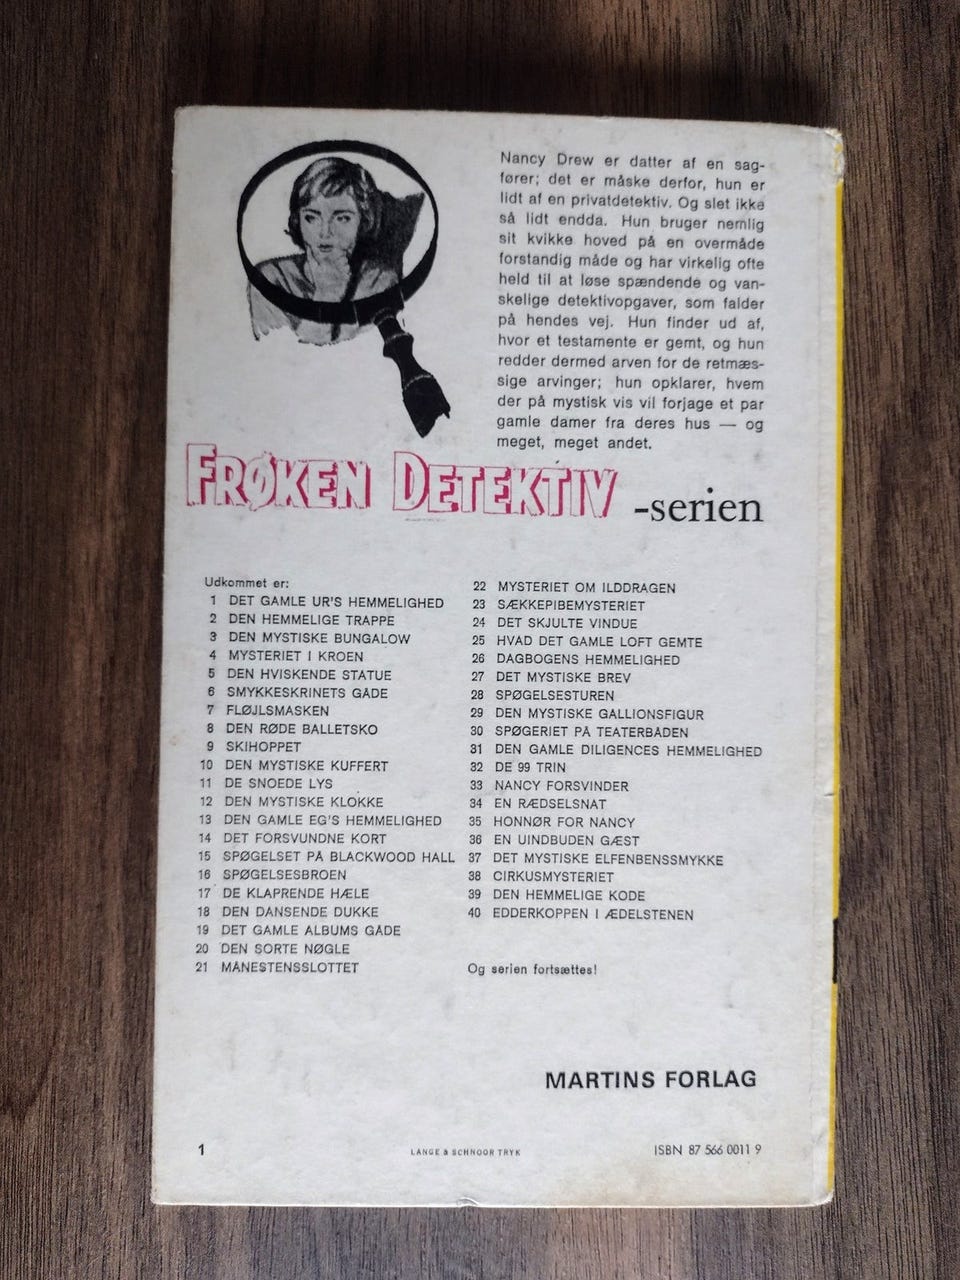 Nancy Drew er datter af en sag-
fører; det er måske derfor, hun er
lidt af en privatdetektiv. Og slet ikke
så lidt endda. Hun bruger nemlig
sit kvikke hoved på en overmåde
forstandig måde og har virkelig ofte
held til at løse spændende og van-
skelige detektivopgaver, som falder
på hendes vej. Hun finder ud af,
hvor et testamente er gemt, og hun
redder dermed arven for de retmæs-
sige arvinger; hun opklarer, hvem
der på mystisk vis vil forjage et par
gamle damer fra deres hus — og
meget, meget andet.
FRØKEN DETEKTIV -serien
Udkommet er:
1 DET GAMLE UR'S HEMMELIGHED
2 DEN HEMMELIGE TRAPPE
3 DEN MYSTISKE BUNGALOW
4 MYSTERIET I KROEN
5 DEN HVISKENDE STATUE
6 SMYKKESKRINETS GÅDE
7 FLØJLSMASKEN
8 DEN RØDE BALLETSKO
9 SKIHOPPET
10 DEN MYSTISKE KUFFERT
11 DE SNOEDE LYS
12 DEN MYSTISKE KLOKKE
13 DEN GAMLE EG'S HEMMELIGHED
14 DET FORSVUNDNE KORT
15 SPØGELSET PÅ BLACKWOOD HALL
16 SPØGELSESBROEN
17 DE KLAPRENDE HÆLE
18 DEN DANSENDE DUKKE
19 DET GAMLE ALBUMS GÅDE
20 DEN SORTE NØGLE
21 MÅNESTENSSLOTTET
22 MYSTERIET OM ILDDRAGEN
23 SÆKKEPIBEMYSTERIET
24 DET SKJULTE VINDUE
25 HVAD DET GAMLE LOFT GEMTE
26 DAGBOGENS HEMMELIGHED
27 DET MYSTISKE BREV
28 SPØGELSESTUREN
29 DEN MYSTISKE GALLIONSFIGUR
30 SPØGERIET PÅ TEATERBÅDEN
31 DEN GAMLE DILIGENCES HEMMELIGHED
32 DE 99 TRIN
33 NANCY FORSVINDER
34 EN RÆDSELSNAT
35 HONNØR FOR NANCY
36 EN UINDBUDEN GÆST
37 DET MYSTISKE ELFENBENSSMYKKE
38 CIRKUSMYSTERIET
39 DEN HEMMELIGE KODE
40 EDDERKOPPEN I ÆDELSTENEN
Og serien fortsættes!
MARTINS FORLAG
1
LANGE & SCHNOOR TRYK
ISBN 87 566 0011 9